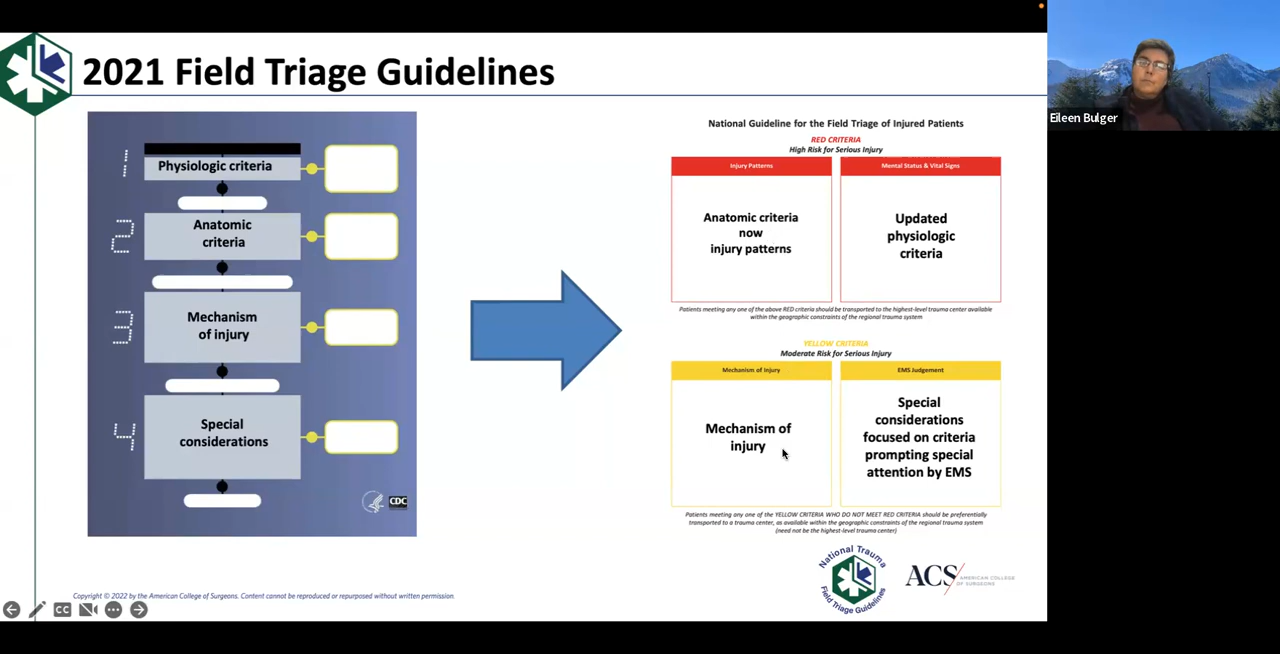 2021 Field Triage Guidelines
Eileen Bulger
1
Physiologic criteria
2
Anatomic
criteria
3
Mechanism
of injury
4
Special
considerations
CDC
National Guideline for the Field Triage of Injured Patients
RED CRITERIA
High Risk for Serious Injury
Injury Patterns
Mental Status & Vital Signs
Anatomic criteria
now
injury patterns
Updated
physiologic
criteria
Patients meeting any one of the above RED criteria should be transported to the highest-level trauma center available
within the geographic constraints of the regional trauma system
YELLOW CRITERIA
Moderate Risk for Serious Injury
Mechanism of Injury
EMS Judgement
Mechanism of
injury
Special
considerations
focused on criteria
prompting special
attention by EMS
Patients meeting any one of the YELLOW CRITERIA WHO DO NOT MEET RED CRITERIA should be preferentially
transported to a trauma center, as available within the geographic constraints of the regional trauma system
(need not be the highest-level trauma center)
National Trauma
Field Triage Guidelines
ACS AMERICAN COLLEGE
OF SURGEONS
Copyright © 2022 by the American College of Surgeons. Content cannot be reproduced or repurposed without written permission
CC